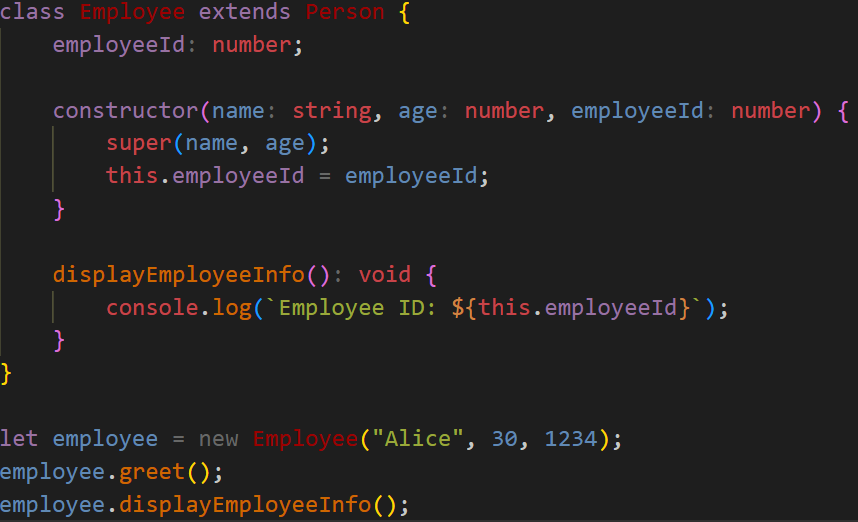 class Employee extends Person {
    employeeId: number;

    constructor(name: string, age: number, employeeId: number) {
        super(name, age);
        this.employeeId = employeeId;
    }

    displayEmployeeInfo(): void {
        console.log(`Employee ID: ${this.employeeId}`);
    }
}

let employee = new Employee("Alice", 30, 1234);
employee.greet();
employee.displayEmployeeInfo();